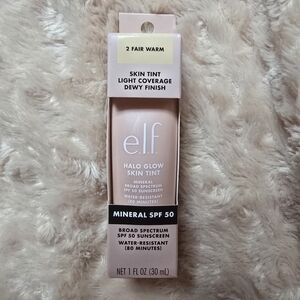 2 FAIR WARM
SKIN TINT
LIGHT COVERAGE
DEWY FINISH
e.l.f.
HALO GLOW
SKIN TINT
MINERAL
BROAD SPECTRUM
SPF 50 SUNSCREEN
WATER-RESISTANT
(80 MINUTES)
MINERAL SPF 50
BROAD SPECTRUM
SPF 50 SUNSCREEN
WATER-RESISTANT
(80 MINUTES)
NET 1 FL OZ (30 mL)